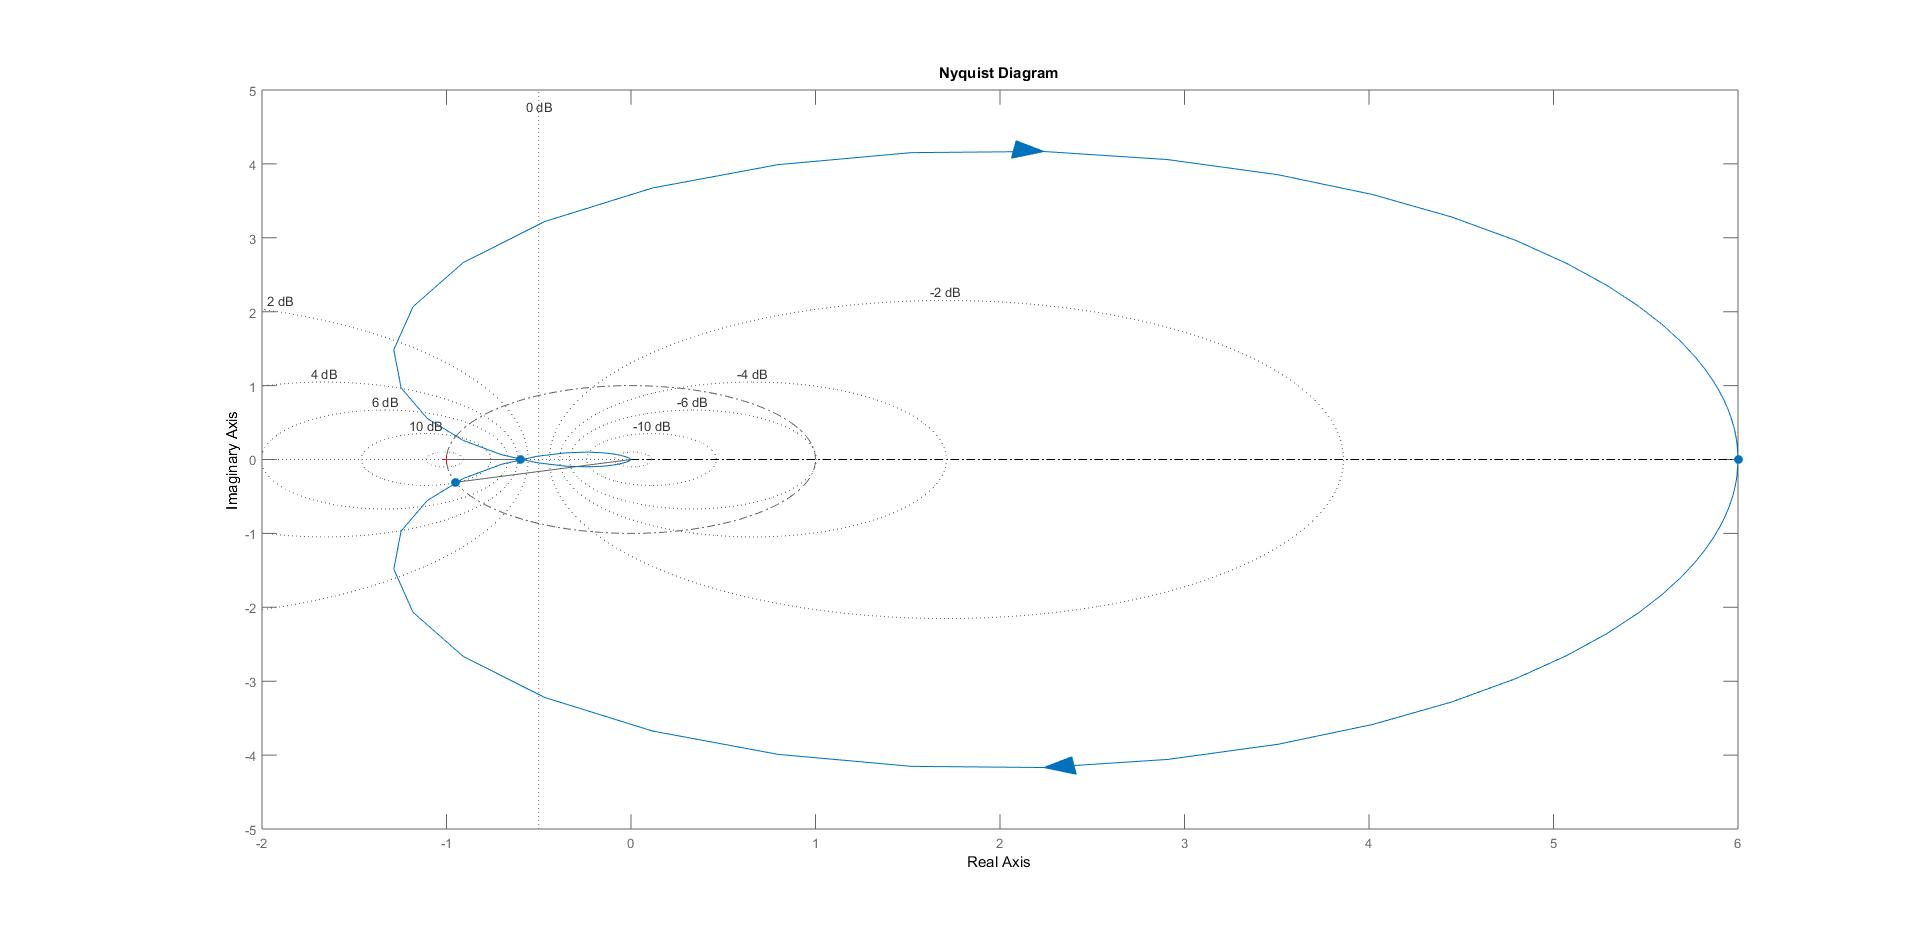 Nyquist Diagram
5
0 dB
4
3
-2 dB
2 dB
2
4 dB
-4 dB
1
6 dB
-6 dB
10 dB
-10 dB
0
Imaginary Axis
-1
-2
-3
-4
-5
-2
-1
0
1
2
3
4
5
6
Real Axis